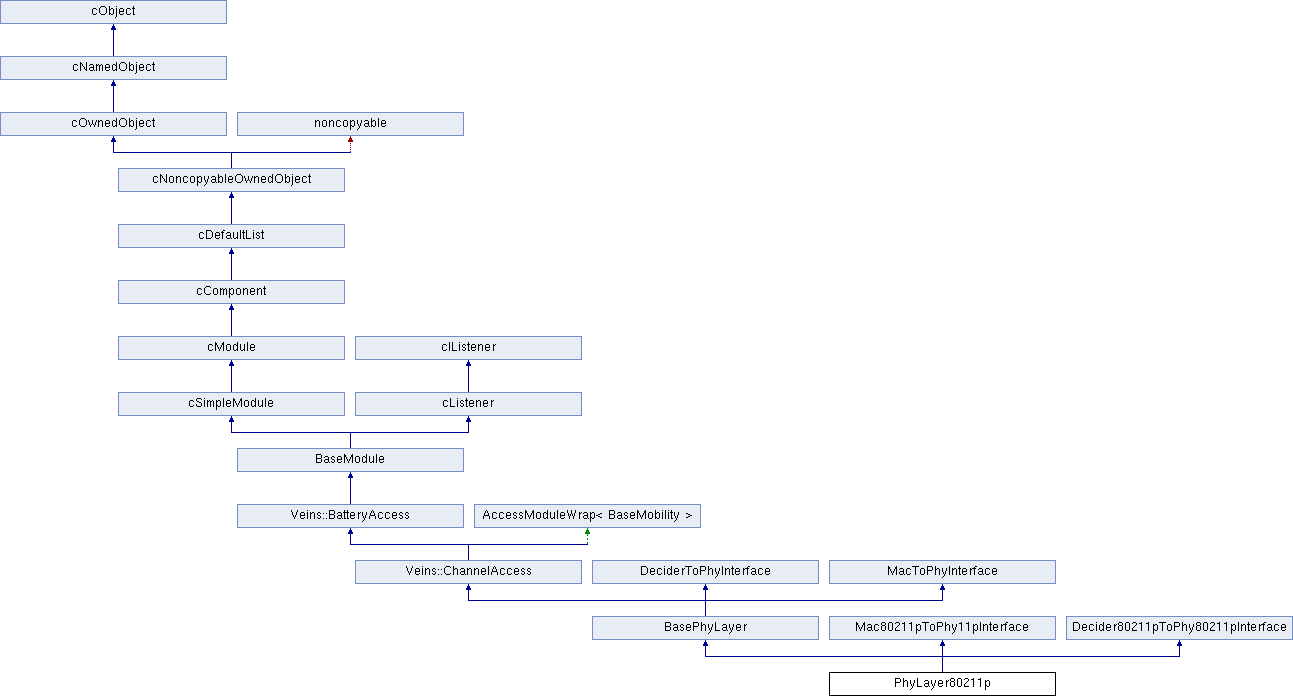 cObject
cNamedObject
cOwnedObject
noncopyable
cNoncopyableOwnedObject
cDefaultList
cComponent
cModule
cIListener
cSimpleModule
cListener
BaseModule
Veins::BatteryAccess
AccessModuleWrap< BaseMobility >
Veins::ChannelAccess
DeciderToPhyInterface
MacToPhyInterface
BasePhyLayer
Mac80211pToPhy11pInterface
Decider80211pToPhy80211pInterface
PhyLayer80211p